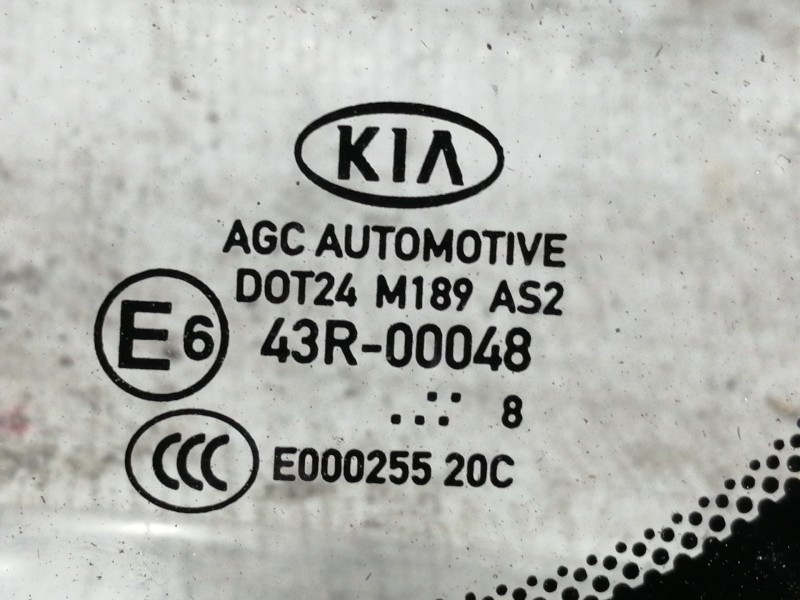 KIA
AGC AUTOMOTIVE
DOT24 M189 AS2
E6 43R-00048
8
CCC E000255 20C